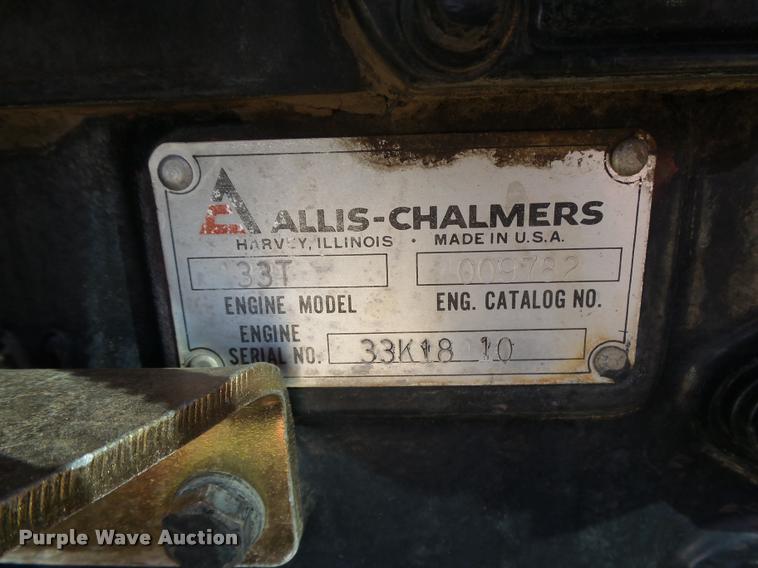 ALLIS-CHALMERS
HARVEY, ILLINOIS · MADE IN U.S.A.
33T 009782
ENGINE MODEL ENG. CATALOG NO.
ENGINE
SERIAL NO. 33K18 10
Purple Wave Auction